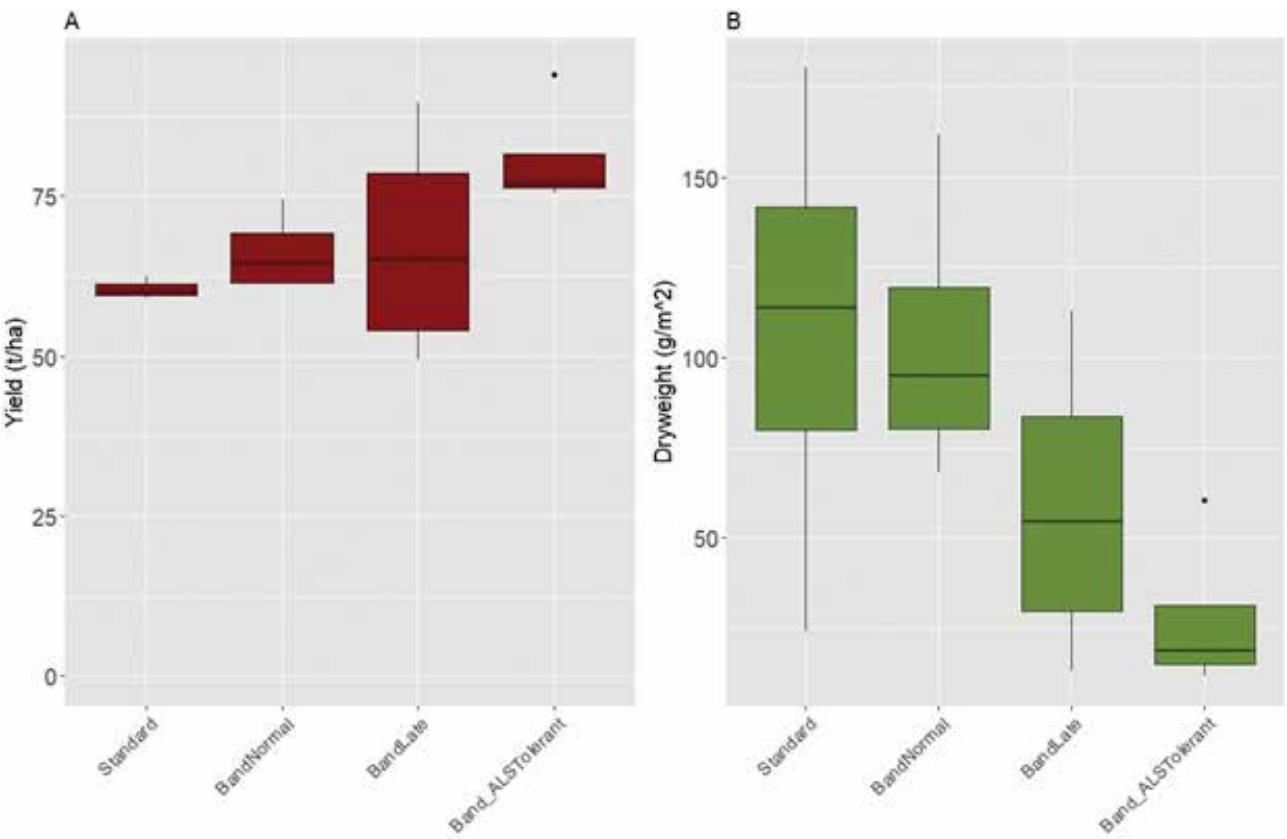 A
Yield (t/ha)
75
50
25
0
Standard
BandNormal
BandLate
Band_ALSTolerant
B
Dryweight (g/m^2)
150
100
50
Standard
BandNormal
BandLate
Band_ALSTolerant